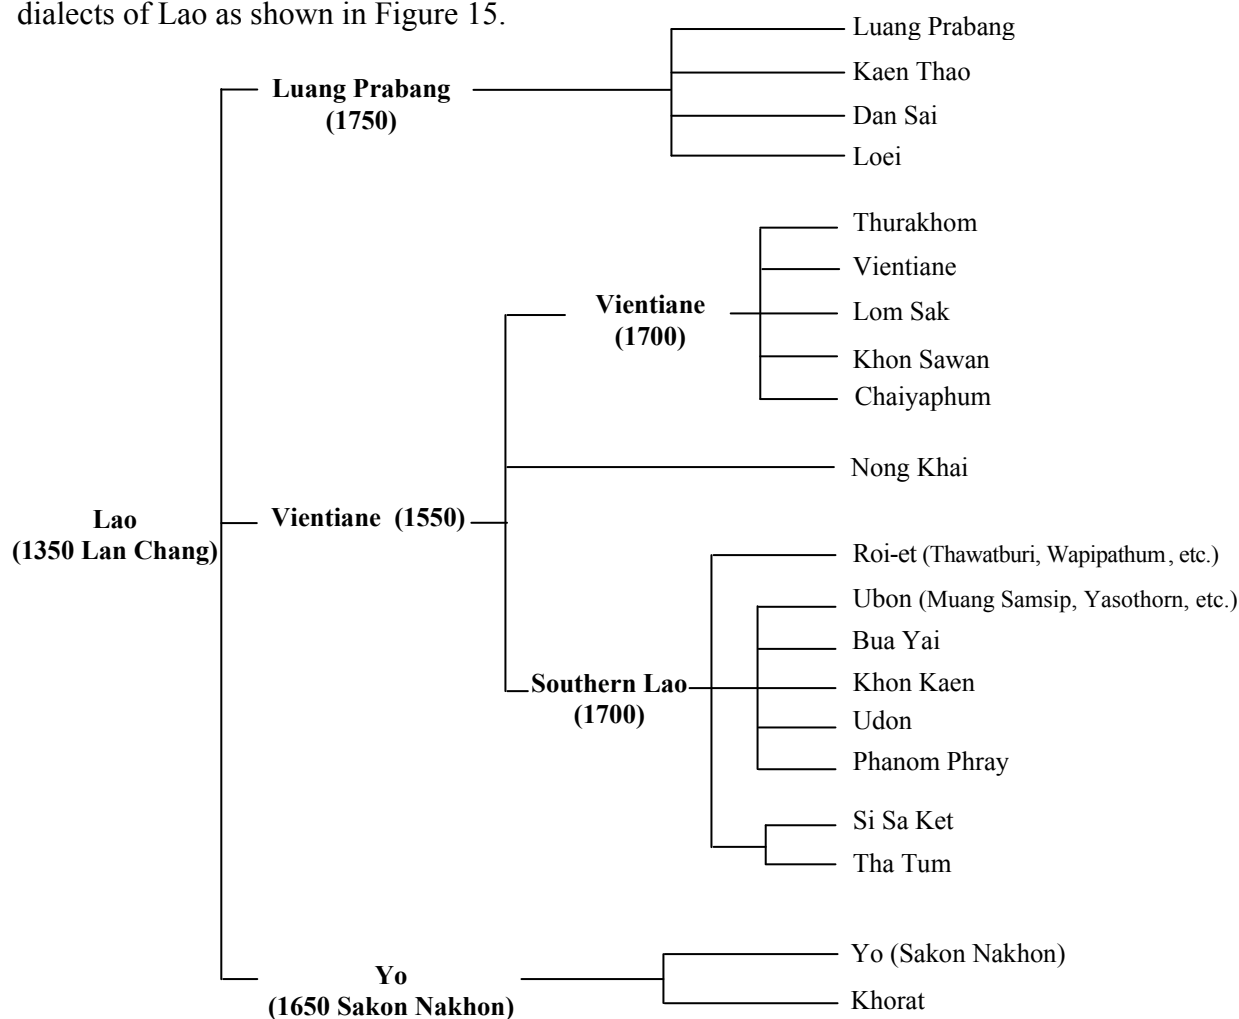 dialects of Lao as shown in Figure 15.
Luang Prabang
Kaen Thao
Luang Prabang
(1750)
Dan Sai
Loei
Thurakhom
Vientiane
Vientiane
(1700)
Lom Sak
Khon Sawan
Chaiyaphum
Nong Khai
Lao
(1350 Lan Chang)
Vientiane (1550)
Roi-et (Thawatburi, Wapipathum, etc.)
Ubon (Muang Samsip, Yasothorn, etc.)
Bua Yai
Southern Lao
(1700)
Khon Kaen
Udon
Phanom Phray
Si Sa Ket
Tha Tum
Yo
(1650 Sakon Nakhon)
Yo (Sakon Nakhon)
Khorat